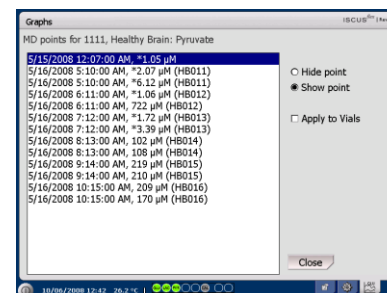 Graphs
ISCUSflex
MD points for 1111, Healthy Brain: Pyruvate
5/15/2008 12:07:00 AM, *1.05 µM
5/16/2008 5:10:00 AM, *2.07 µM (HB011)
5/16/2008 5:10:00 AM, *6.12 µM (HB011)
5/16/2008 6:11:00 AM, *1.06 µM (HB012)
5/16/2008 6:11:00 AM, 722 µM (HB012)
5/16/2008 7:12:00 AM, *1.72 µM (HB013)
5/16/2008 7:12:00 AM, *3.39 µM (HB013)
5/16/2008 8:13:00 AM, 102 µM (HB014)
5/16/2008 8:13:00 AM, 108 µM (HB014)
5/16/2008 9:14:00 AM, 219 µM (HB015)
5/16/2008 9:14:00 AM, 210 µM (HB015)
5/16/2008 10:15:00 AM, 209 µM (HB016)
5/16/2008 10:15:00 AM, 170 µM (HB016)
Hide point
Show point
Apply to Vials
Close
10/06/2008 12:42 26.2 °C